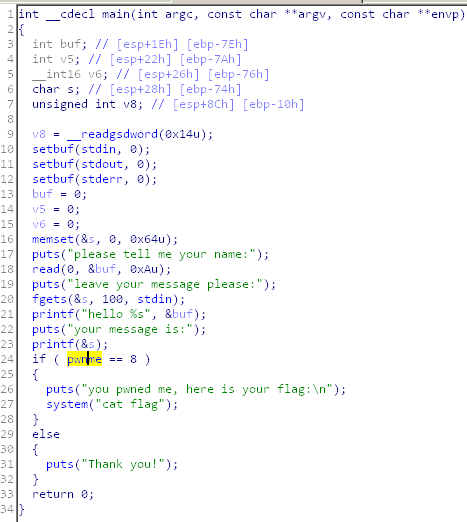 1 int __cdecl main(int argc, const char **argv, const char **envp)
2 {
3 int buf; // [esp+1Eh] [ebp-7Eh]
4 int v5; // [esp+22h] [ebp-7Ah]
5 __int16 v6; // [esp+26h] [ebp-76h]
6 char s; // [esp+28h] [ebp-74h]
7 unsigned int v8; // [esp+8Ch] [ebp-10h]
8
9 v8 = __readgsdword(0x14u);
10 setbuf(stdin, 0);
11 setbuf(stdout, 0);
12 setbuf(stderr, 0);
13 buf = 0;
14 v5 = 0;
15 v6 = 0;
16 memset(&s, 0, 0x64u);
17 puts("please tell me your name:");
18 read(0, &buf, 0xAu);
19 puts("leave your message please:");
20 fgets(&s, 100, stdin);
21 printf("hello %s", &buf);
22 puts("your message is:");
23 printf(&s);
24 if ( pwnme == 8 )
25 {
26 puts("you pwned me, here is your flag:\n");
27 system("cat flag");
28 }
29 else
30 {
31 puts("Thank you!");
32 }
33 return 0;
34 }